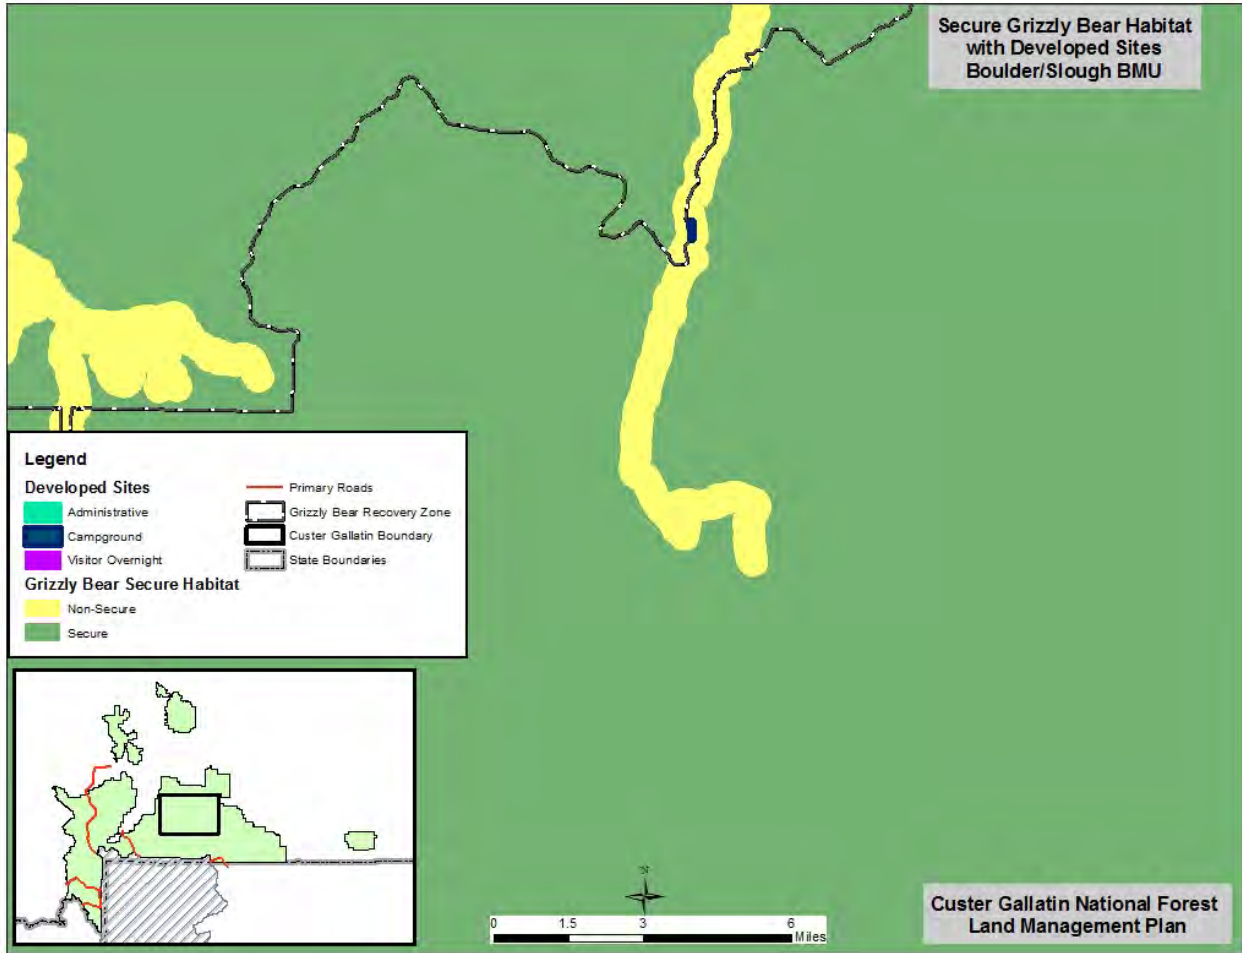 Secure Grizzly Bear Habitat
with Developed Sites
Boulder/Slough BMU
Legend
Developed Sites
Administrative
Campground
Visitor Overnight
Primary Roads
Grizzly Bear Recovery Zone
Custer Gallatin Boundary
State Boundaries
Grizzly Bear Secure Habitat
Non-Secure
Secure
N
0 1.5 3 6
Miles
Custer Gallatin National Forest
Land Management Plan